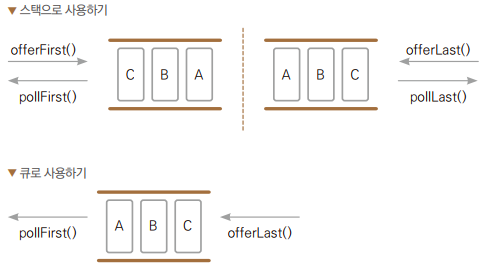 ▼ 스택으로 사용하기
offerFirst() C B A A B C offerLast()
pollFirst() pollLast()
▼ 큐로 사용하기
A B C
pollFirst() offerLast()